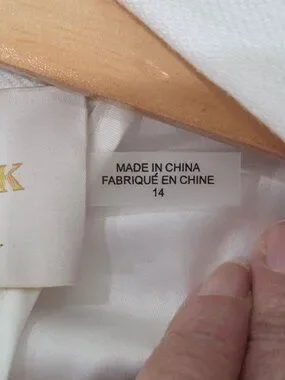 K
MADE IN CHINA
FABRIQUÉ EN CHINE
14